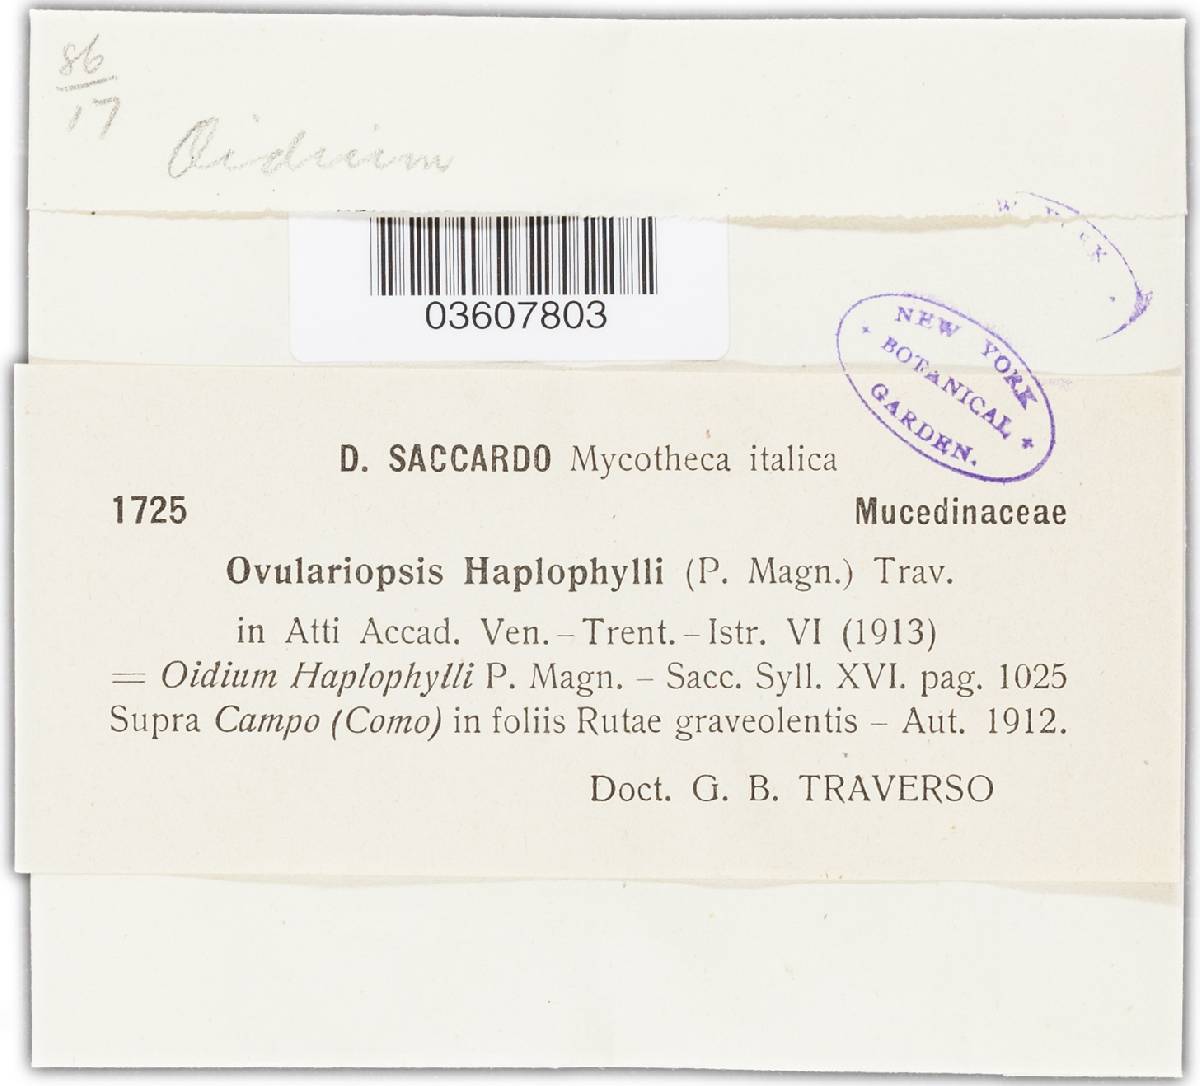 86
17
Oidium
03607803
NEW YORK
BOTANICAL
GARDEN.
D. SACCARDO Mycotheca italica
1725 Mucedinaceae
Ovulariopsis Haplophylli (P. Magn.) Trav.
in Atti Accad. Ven. – Trent. – Istr. VI (1913)
= Oidium Haplophylli P. Magn. – Sacc. Syll. XVI. pag. 1025
Supra Campo (Como) in foliis Rutae graveolentis – Aut. 1912.
Doct. G. B. TRAVERSO